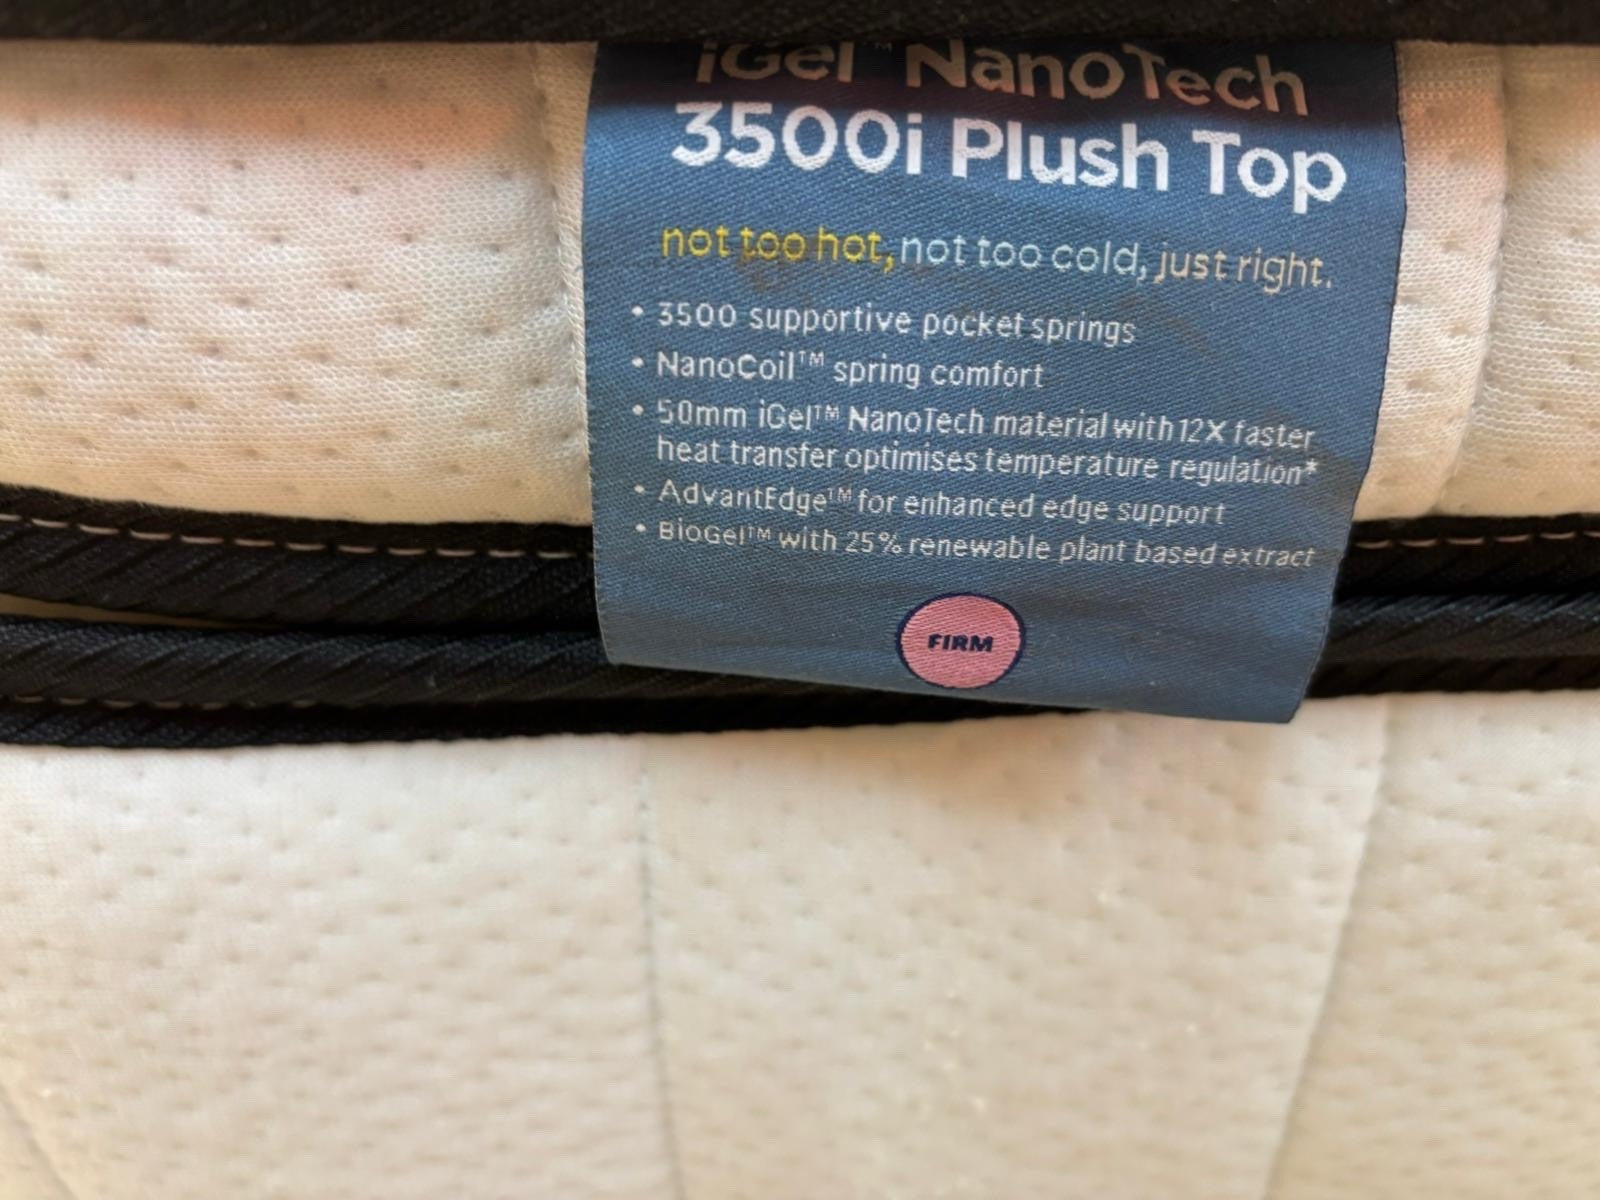 iGel™ NanoTech
3500i Plush Top
not too hot, not too cold, just right.
• 3500 supportive pocket springs
• NanoCoil™ spring comfort
• 50mm iGel™ NanoTech material with 12X faster
heat transfer optimises temperature regulation*
• AdvantEdge™ for enhanced edge support
• BioGel™ with 25% renewable plant based extract
FIRM